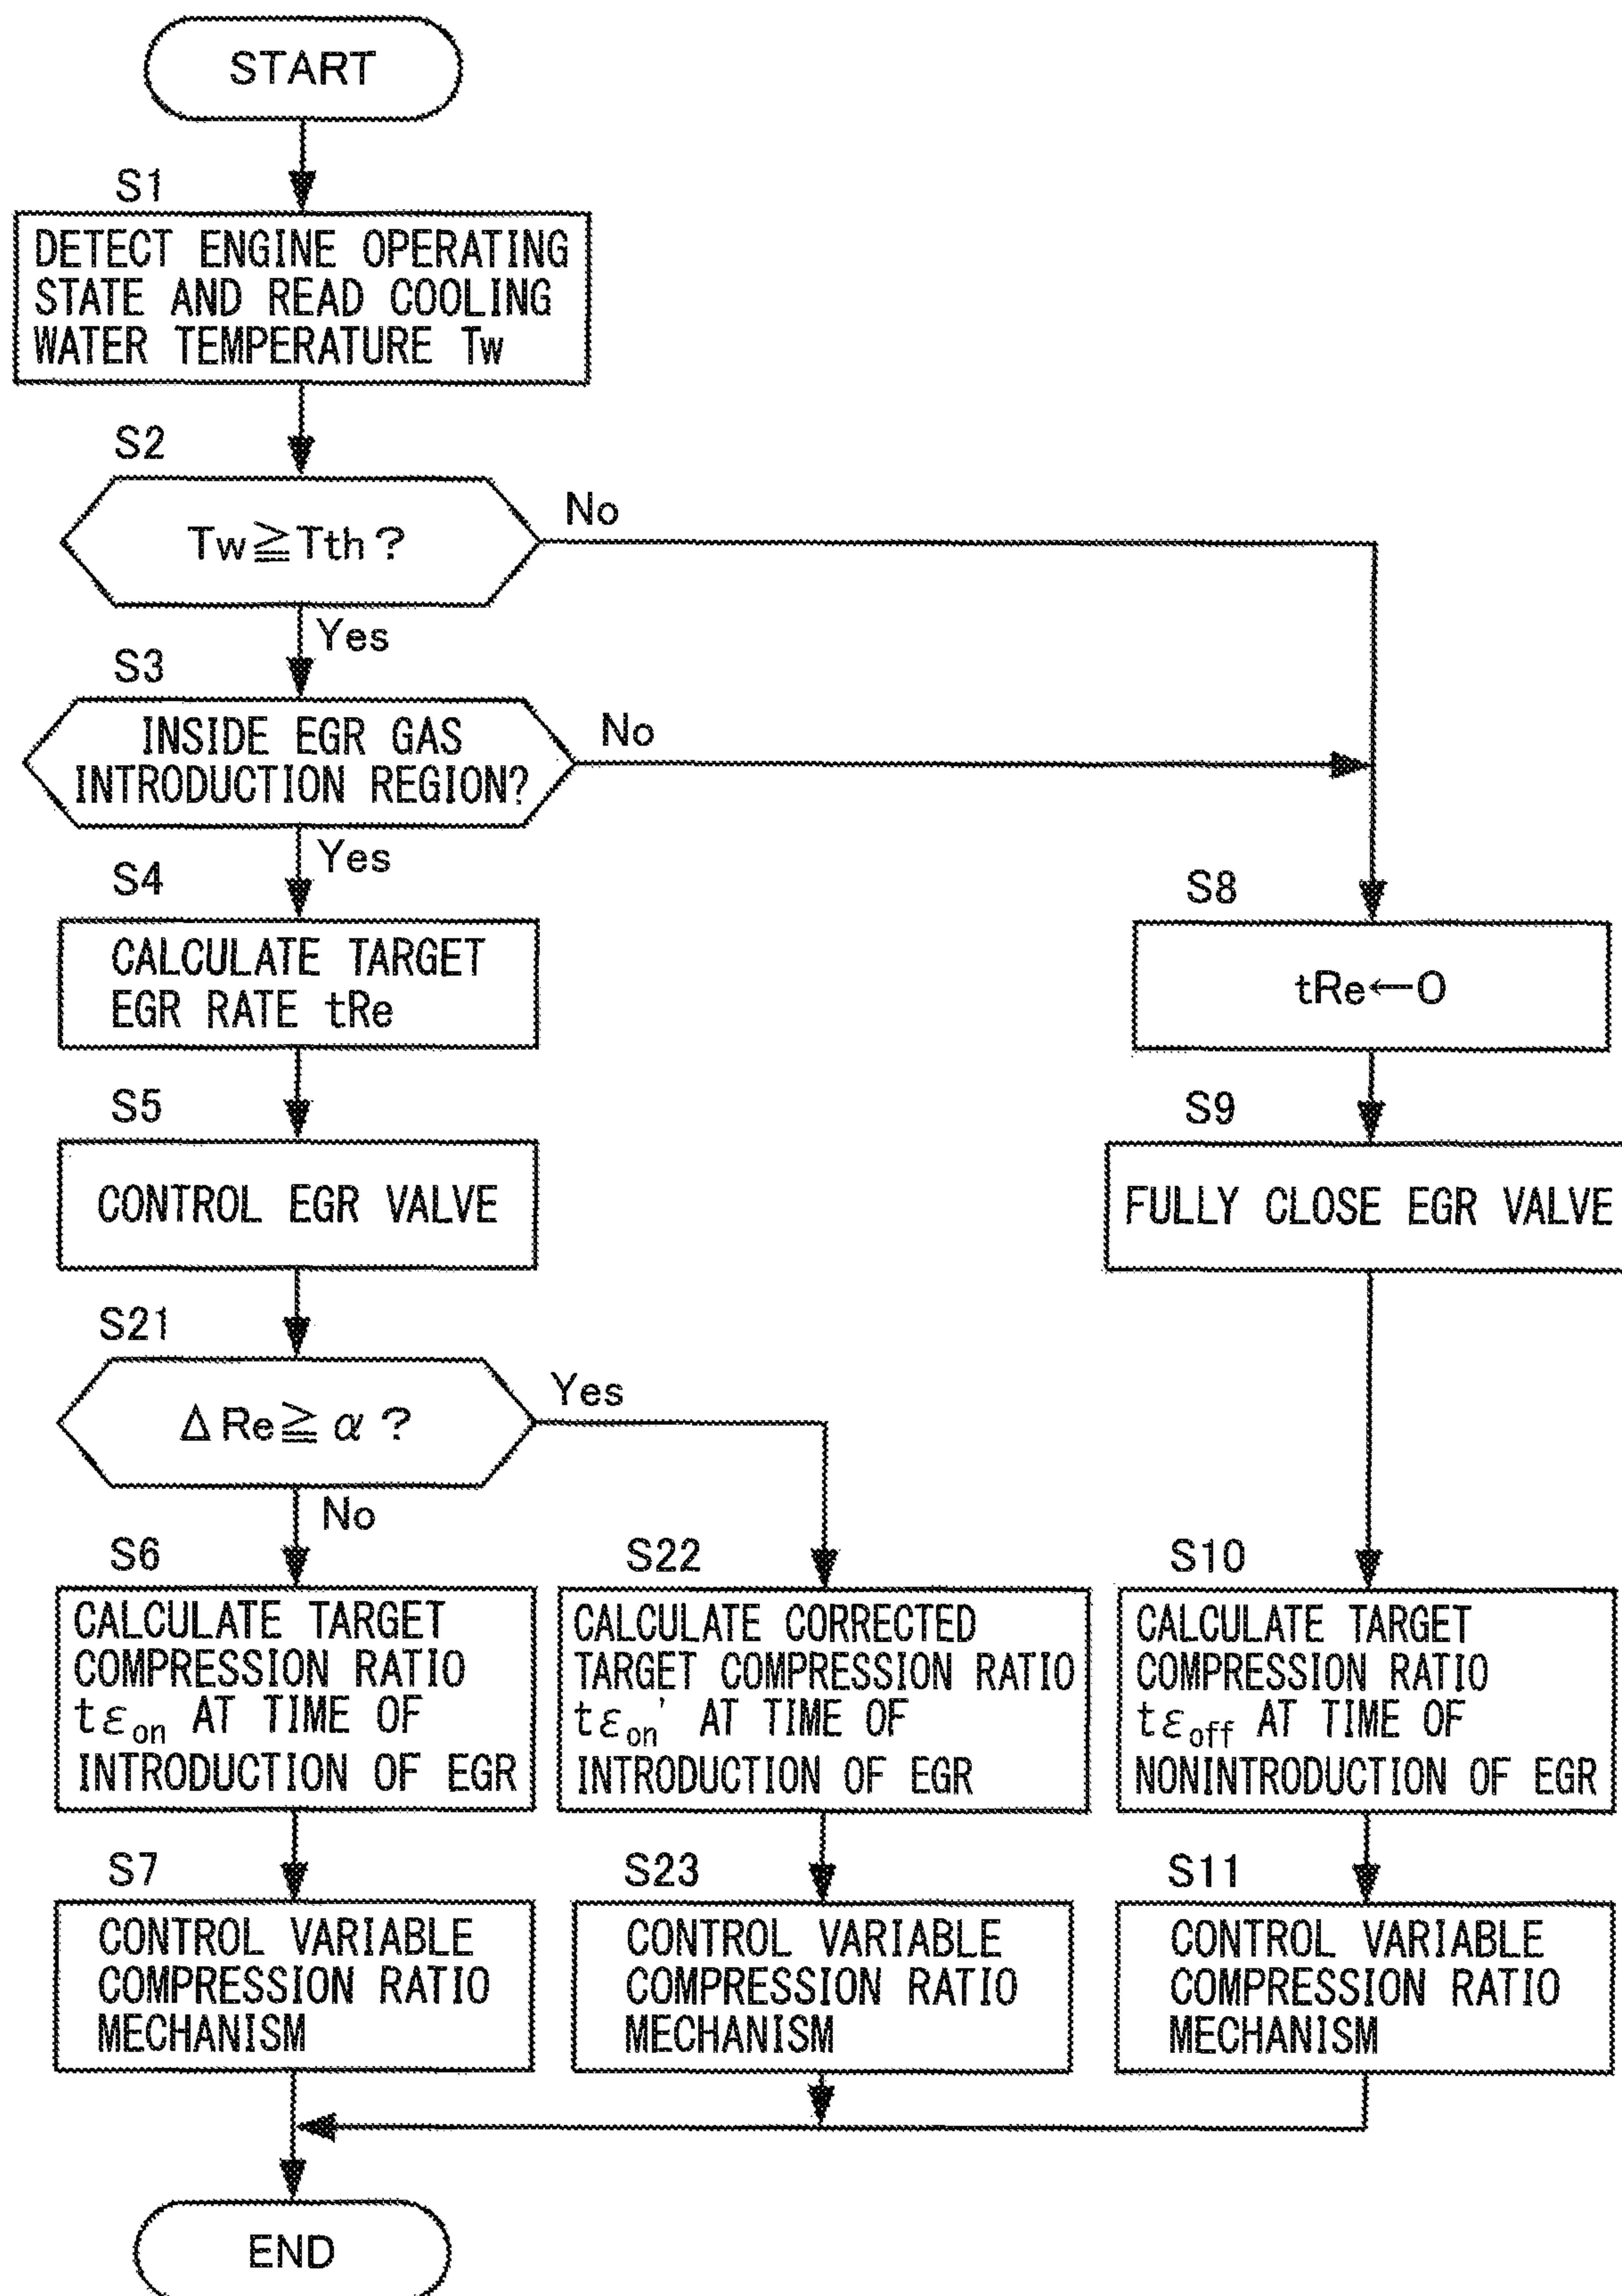 START
S1
DETECT ENGINE OPERATING
STATE AND READ COOLING
WATER TEMPERATURE Tw
S2
Tw≧Tth?
No
Yes
S3
INSIDE EGR GAS
INTRODUCTION REGION?
No
Yes
S4
CALCULATE TARGET
EGR RATE tRe
S8
tRe←0
S5
CONTROL EGR VALVE
S9
FULLY CLOSE EGR VALVE
S21
ΔRe≧α?
Yes
No
S6
CALCULATE TARGET
COMPRESSION RATIO
tεon AT TIME OF
INTRODUCTION OF EGR
S22
CALCULATE CORRECTED
TARGET COMPRESSION RATIO
tεon' AT TIME OF
INTRODUCTION OF EGR
S10
CALCULATE TARGET
COMPRESSION RATIO
tεoff AT TIME OF
NONINTRODUCTION OF EGR
S7
CONTROL VARIABLE
COMPRESSION RATIO
MECHANISM
S23
CONTROL VARIABLE
COMPRESSION RATIO
MECHANISM
S11
CONTROL VARIABLE
COMPRESSION RATIO
MECHANISM
END